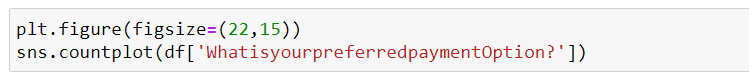 plt.figure(figsize=(22,15))
sns.countplot(df['WhatisyourpreferredpaymentOption?'])